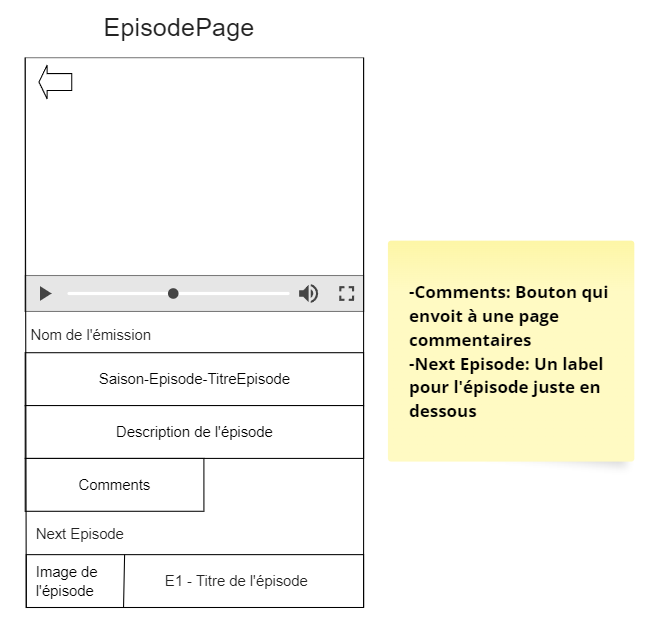 EpisodePage
Nom de l'émission
Saison-Episode-TitreEpisode
Description de l'épisode
Comments
Next Episode
Image de
l'épisode
E1 - Titre de l'épisode
-Comments: Bouton qui
envoit à une page
commentaires
-Next Episode: Un label
pour l'épisode juste en
dessous